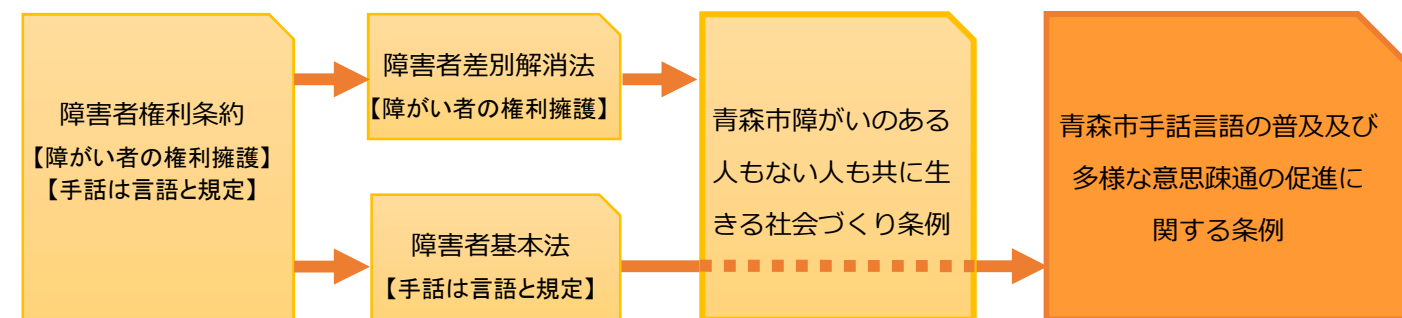 障害者権利条約
【障がい者の権利擁護】
【手話は言語と規定】
障害者差別解消法
【障がい者の権利擁護】
障害者基本法
【手話は言語と規定】
青森市障がいのある
人もない人も共に生
きる社会づくり条例
青森市手話言語の普及及び
多様な意思疎通の促進に
関する条例